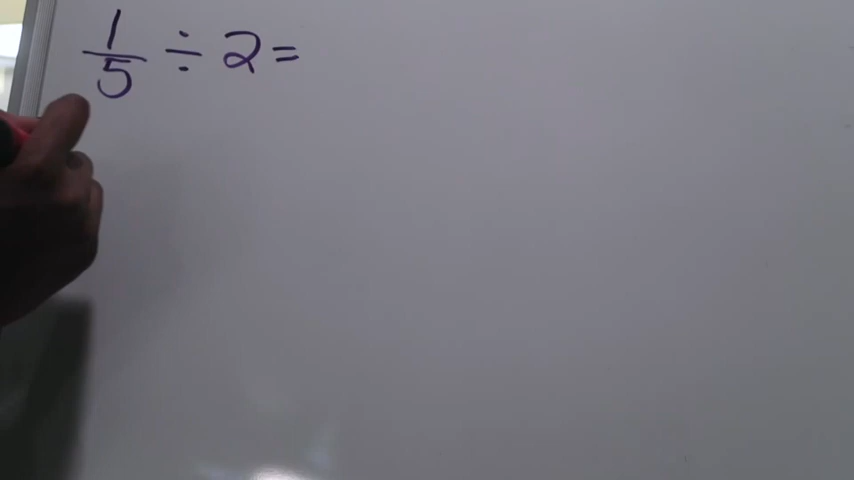 1/5 ÷ 2 =